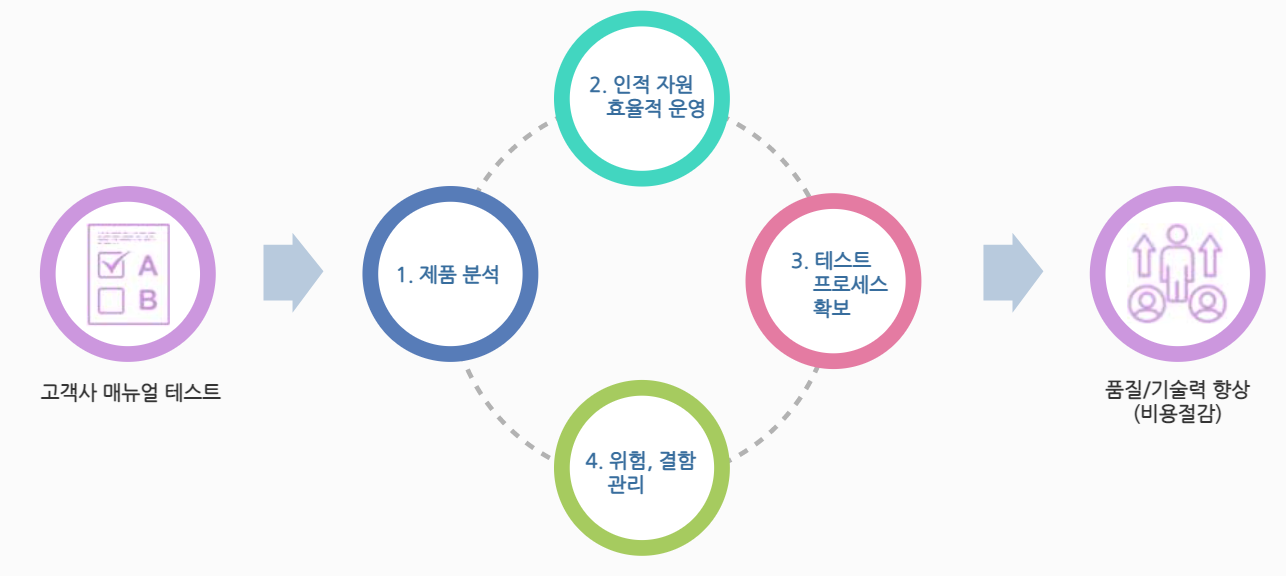 A
B
고객사 매뉴얼 테스트
1. 제품 분석
2. 인적 자원
효율적 운영
3. 테스트
프로세스
확보
4. 위험, 결함
관리
품질/기술력 향상
(비용절감)